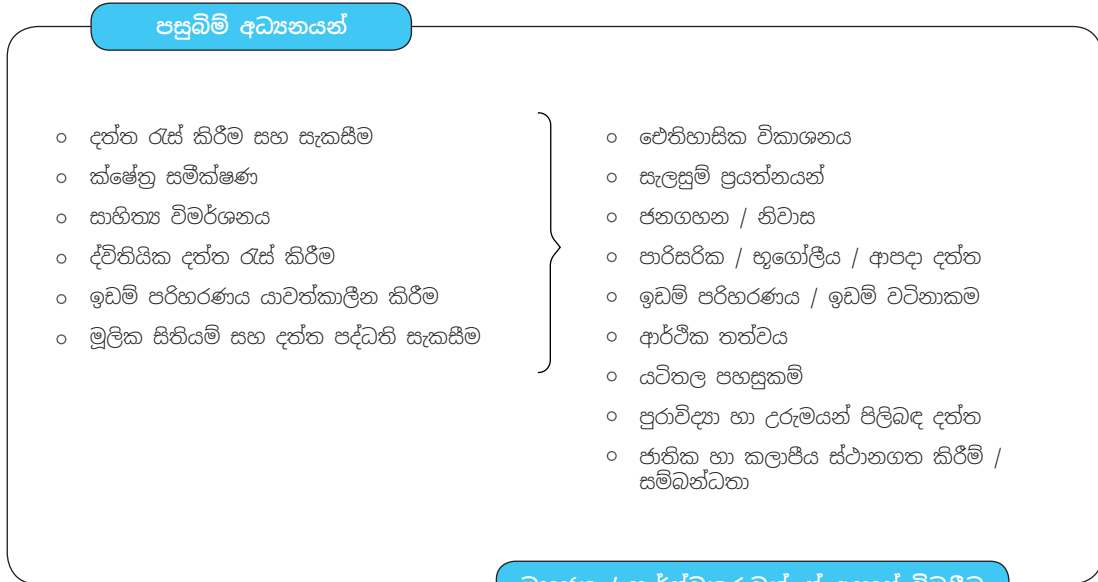 පසුබිම් අධ්‍යනයන්
○ දත්ත රැස් කිරීම සහ සැකසීම
○ ක්ෂේත්‍ර සමීක්ෂණ
○ සාහිත්‍ය විමර්ශනය
○ ද්විතියික දත්ත රැස් කිරීම
○ ඉඩම් පරිහරණය යාවත්කාලීන කිරීම
○ මූලික සිතියම් සහ දත්ත පද්ධති සැකසීම
○ ඓතිහාසික විකාශනය
○ සැලසුම් ප්‍රයත්නයන්
○ ජනගහන / නිවාස
○ පාරිසරික / භූගෝලීය / ආපදා දත්ත
○ ඉඩම් පරිහරණය / ඉඩම් වටිනාකම
○ ආර්ථික තත්වය
○ යටිතල පහසුකම්
○ පුරාවිද්‍යා හා උරුමයන් පිලිබඳ දත්ත
○ ජාතික හා කලාපීය ස්ථානගත කිරීම් /
සම්බන්ධතා